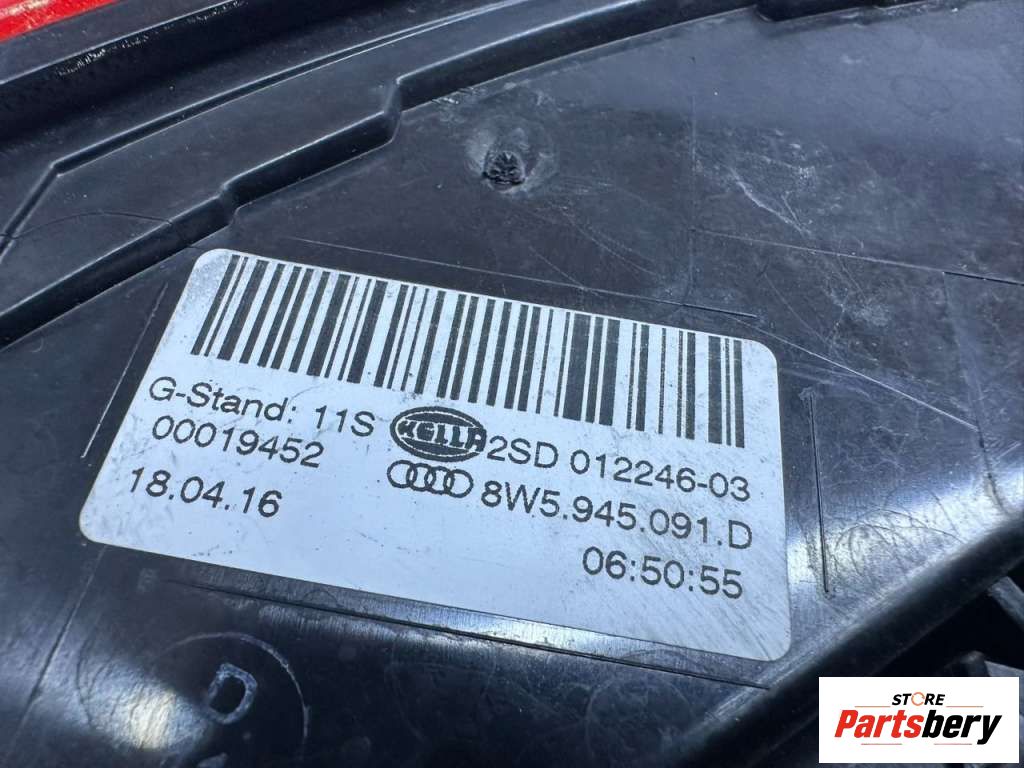 G-Stand: 11S HELLA 2SD 012246-03
00019452 8W5.945.091.D
18.04.16 06:50:55
D
STORE
Partsbery